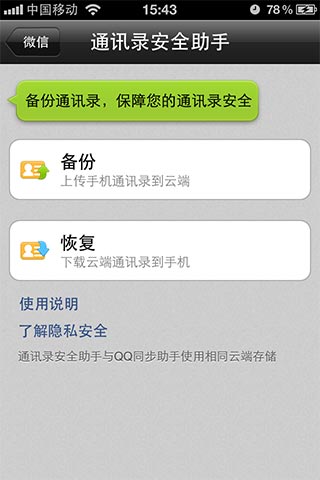 中国移动 15:43 78%
微信 通讯录安全助手
备份通讯录，保障您的通讯录安全
备份
上传手机通讯录到云端
恢复
下载云端通讯录到手机
使用说明
了解隐私安全
通讯录安全助手与QQ同步助手使用相同云端存储